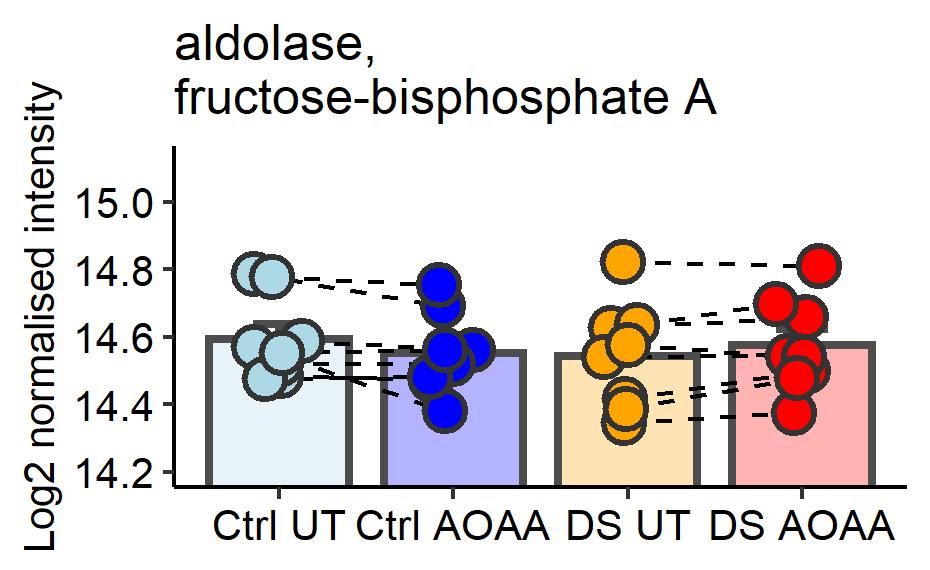 aldolase,
fructose-bisphosphate A
Log2 normalised intensity
15.0
14.8
14.6
14.4
14.2
Ctrl UT Ctrl AOAA DS UT DS AOAA